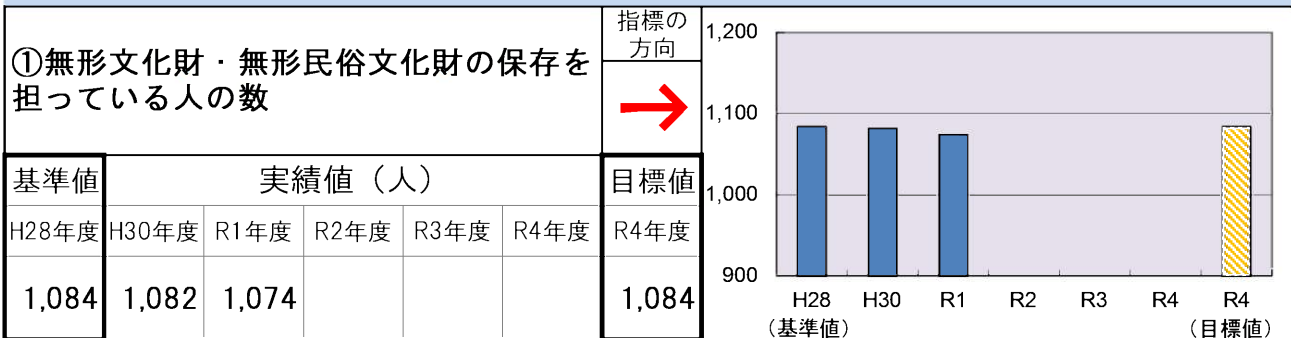 ①無形文化財・無形民俗文化財の保存を
担っている人の数
指標の
方向
→
基準値 実績値（人） 目標値
H28年度 H30年度 R1年度 R2年度 R3年度 R4年度 R4年度
1,084 1,082 1,074 1,084
1,200
1,100
1,000
900
H28 H30 R1 R2 R3 R4 R4
（基準値） （目標値）